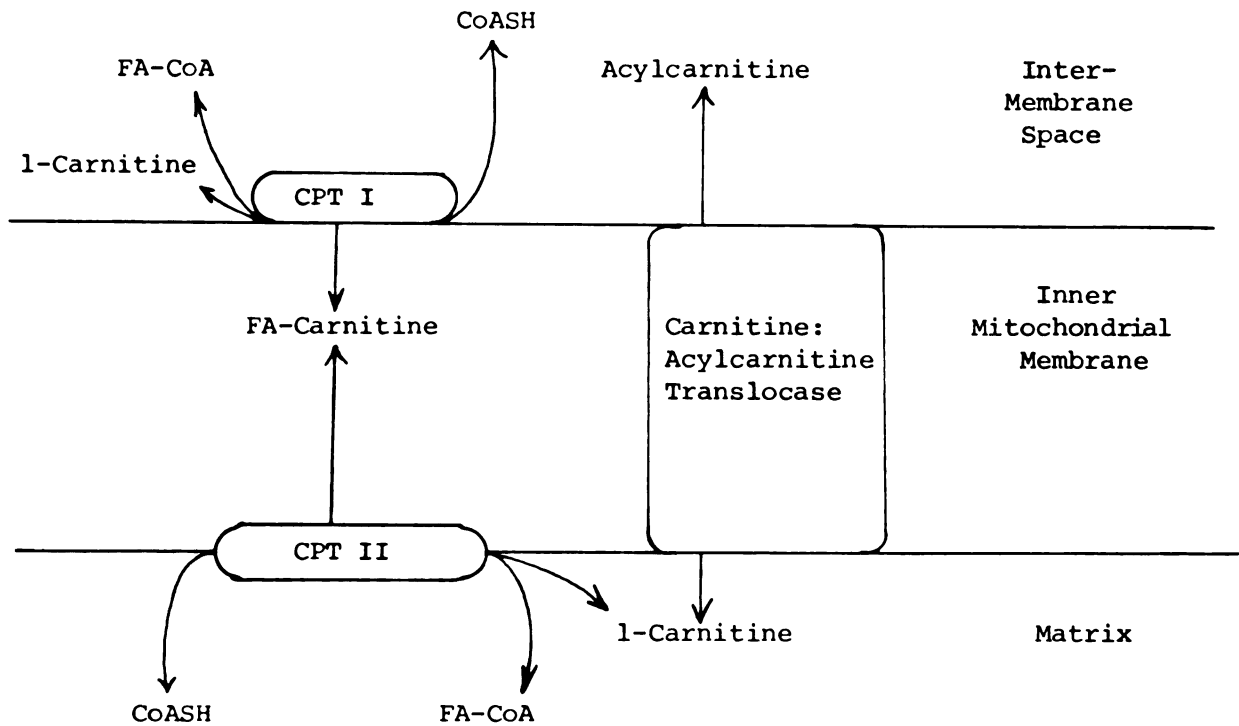 CoASH
FA-CoA
Acylcarnitine
Inter-
Membrane
Space
l-Carnitine
CPT I
FA-Carnitine
Carnitine:
Acylcarnitine
Translocase
Inner
Mitochondrial
Membrane
CPT II
l-Carnitine
Matrix
CoASH
FA-CoA